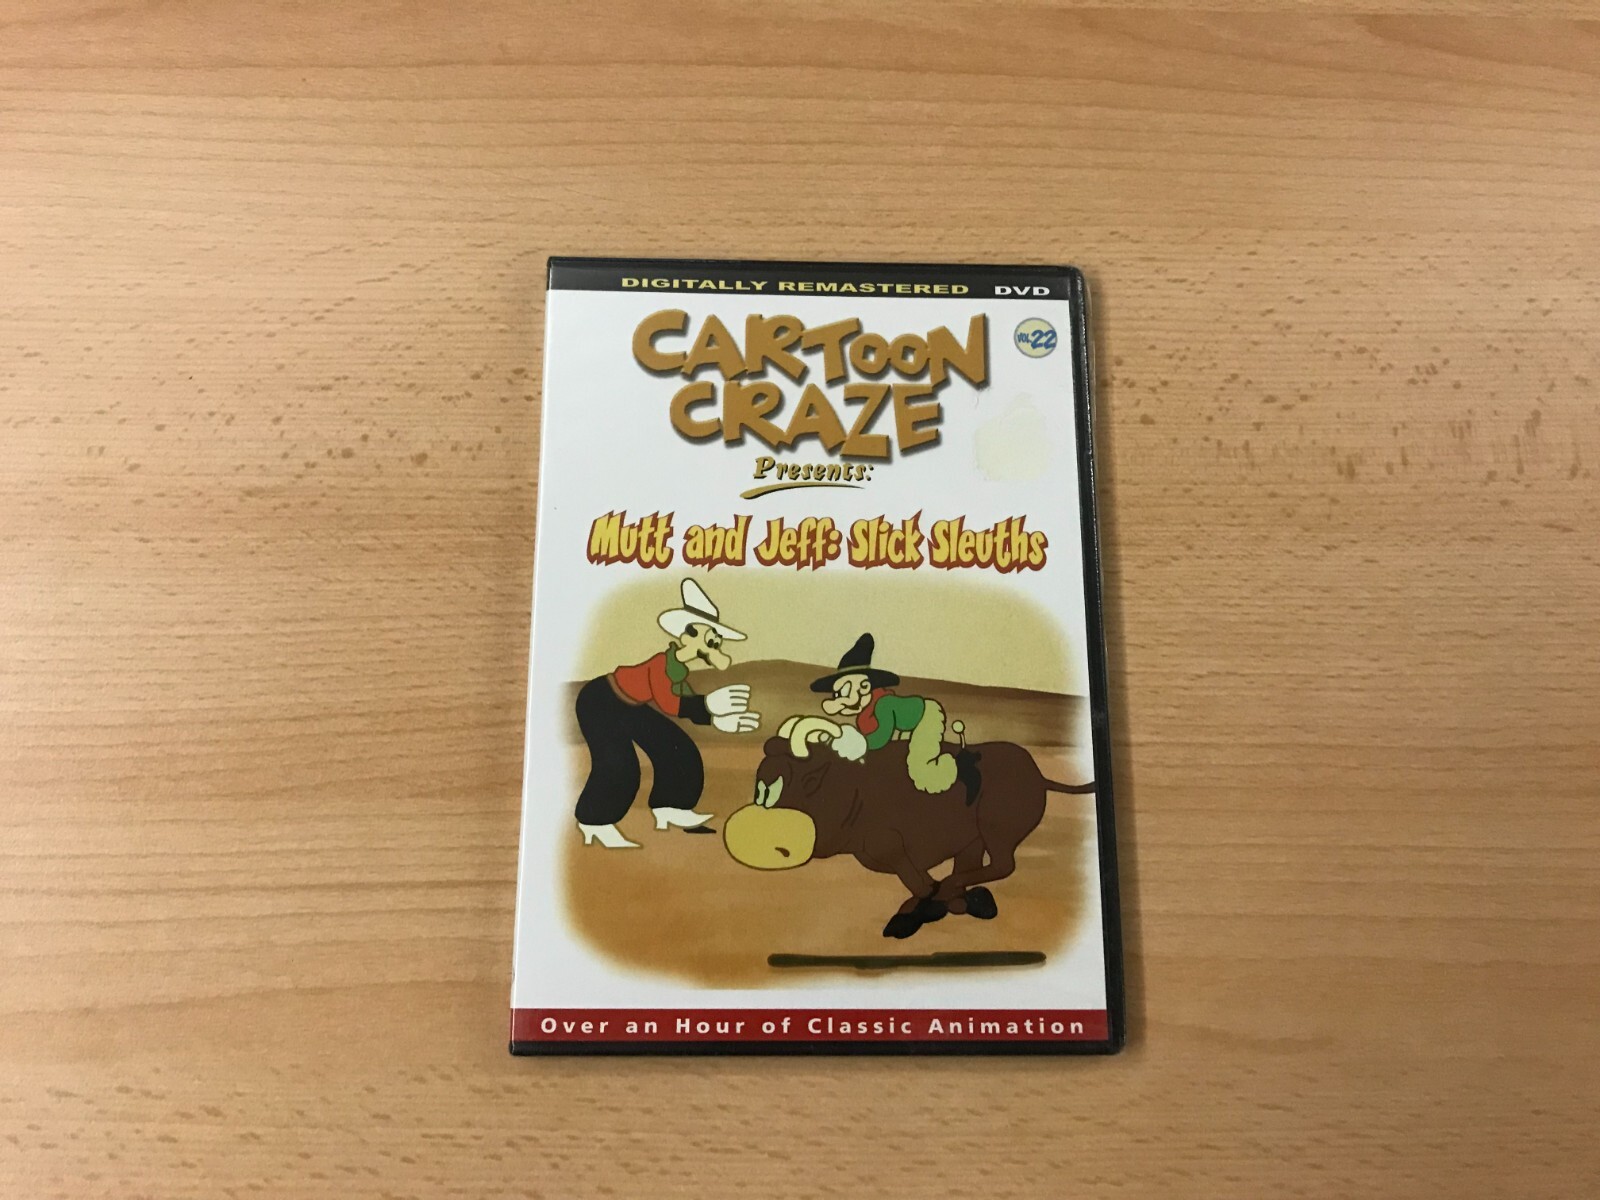 DIGITALLY REMASTERED DVD
CARTOON
CRAZE
VOL. 22
Presents:
Mutt and Jeff: Slick Sleuths
Over an Hour of Classic Animation